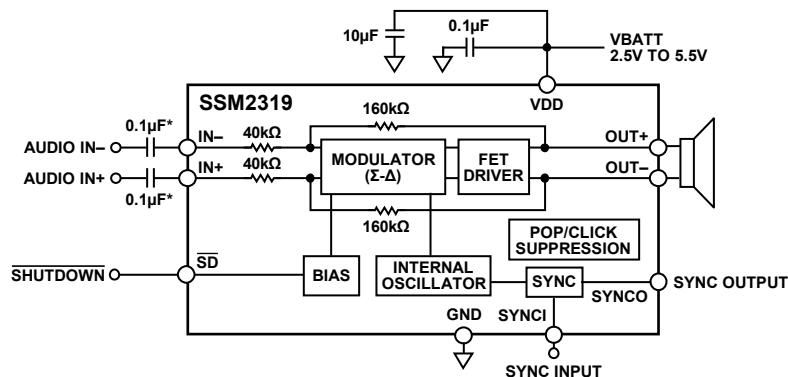 10µF
0.1µF
VBATT
2.5V TO 5.5V
VDD
SSM2319
160kΩ
0.1µF*
40kΩ
AUDIO IN–
IN–
OUT+
MODULATOR
(Σ-Δ)
FET
DRIVER
40kΩ
AUDIO IN+
IN+
OUT–
0.1µF*
160kΩ
POP/CLICK
SUPPRESSION
SHUTDOWN
SD
BIAS
INTERNAL
OSCILLATOR
SYNC
SYNCO
SYNC OUTPUT
GND
SYNCI
SYNC INPUT